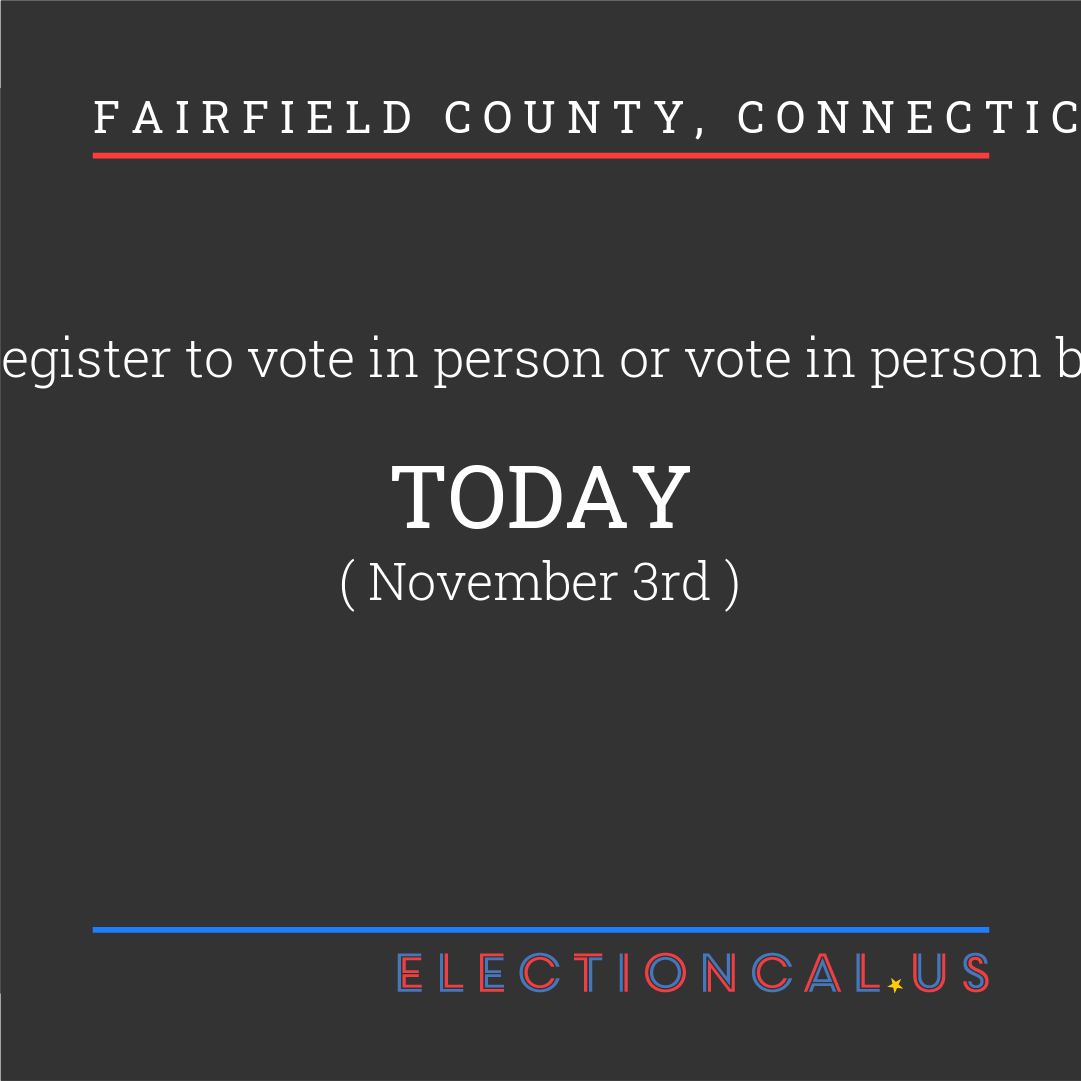 FAIRFIELD COUNTY, CONNECTIC
egister to vote in person or vote in person b
TODAY
( November 3rd )
ELECTIONCAL.US